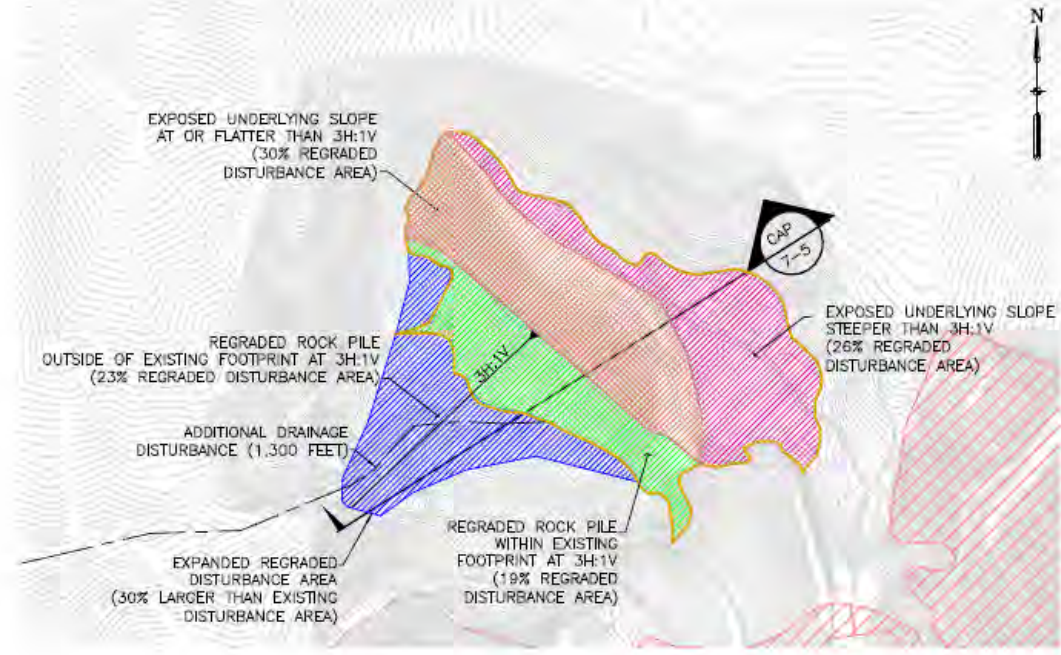 N
EXPOSED UNDERLYING SLOPE
AT OR FLATTER THAN 3H:1V
(30% REGRADED
DISTURBANCE AREA)
CAP
7-5
EXPOSED UNDERLYING SLOPE
STEEPER THAN 3H:1V
(26% REGRADED
DISTURBANCE AREA)
REGRADED ROCK PILE
OUTSIDE OF EXISTING FOOTPRINT AT 3H:1V
(23% REGRADED DISTURBANCE AREA)
3H:1V
ADDITIONAL DRAINAGE
DISTURBANCE (1,300 FEET)
EXPANDED REGRADED
DISTURBANCE AREA
(30% LARGER THAN EXISTING
DISTURBANCE AREA)
REGRADED ROCK PILE
WITHIN EXISTING
FOOTPRINT AT 3H:1V
(19% REGRADED
DISTURBANCE AREA)